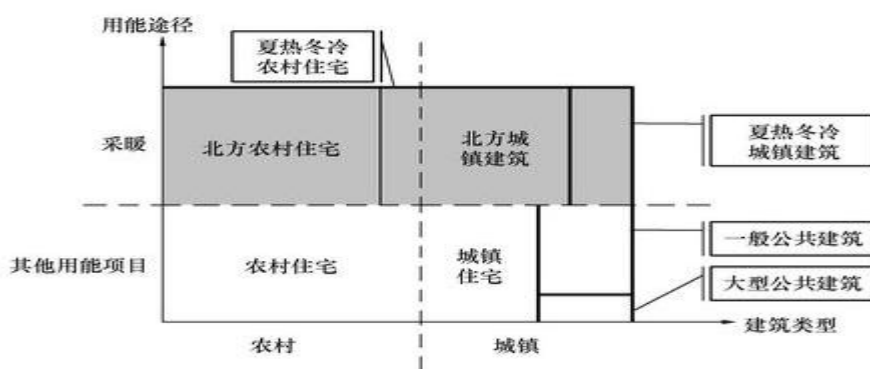 用能途径
夏热冬冷
农村住宅
采暖
北方农村住宅
北方城
镇建筑
夏热冬冷
城镇建筑
其他用能项目
农村住宅
城镇
住宅
一般公共建筑
大型公共建筑
建筑类型
农村
城镇